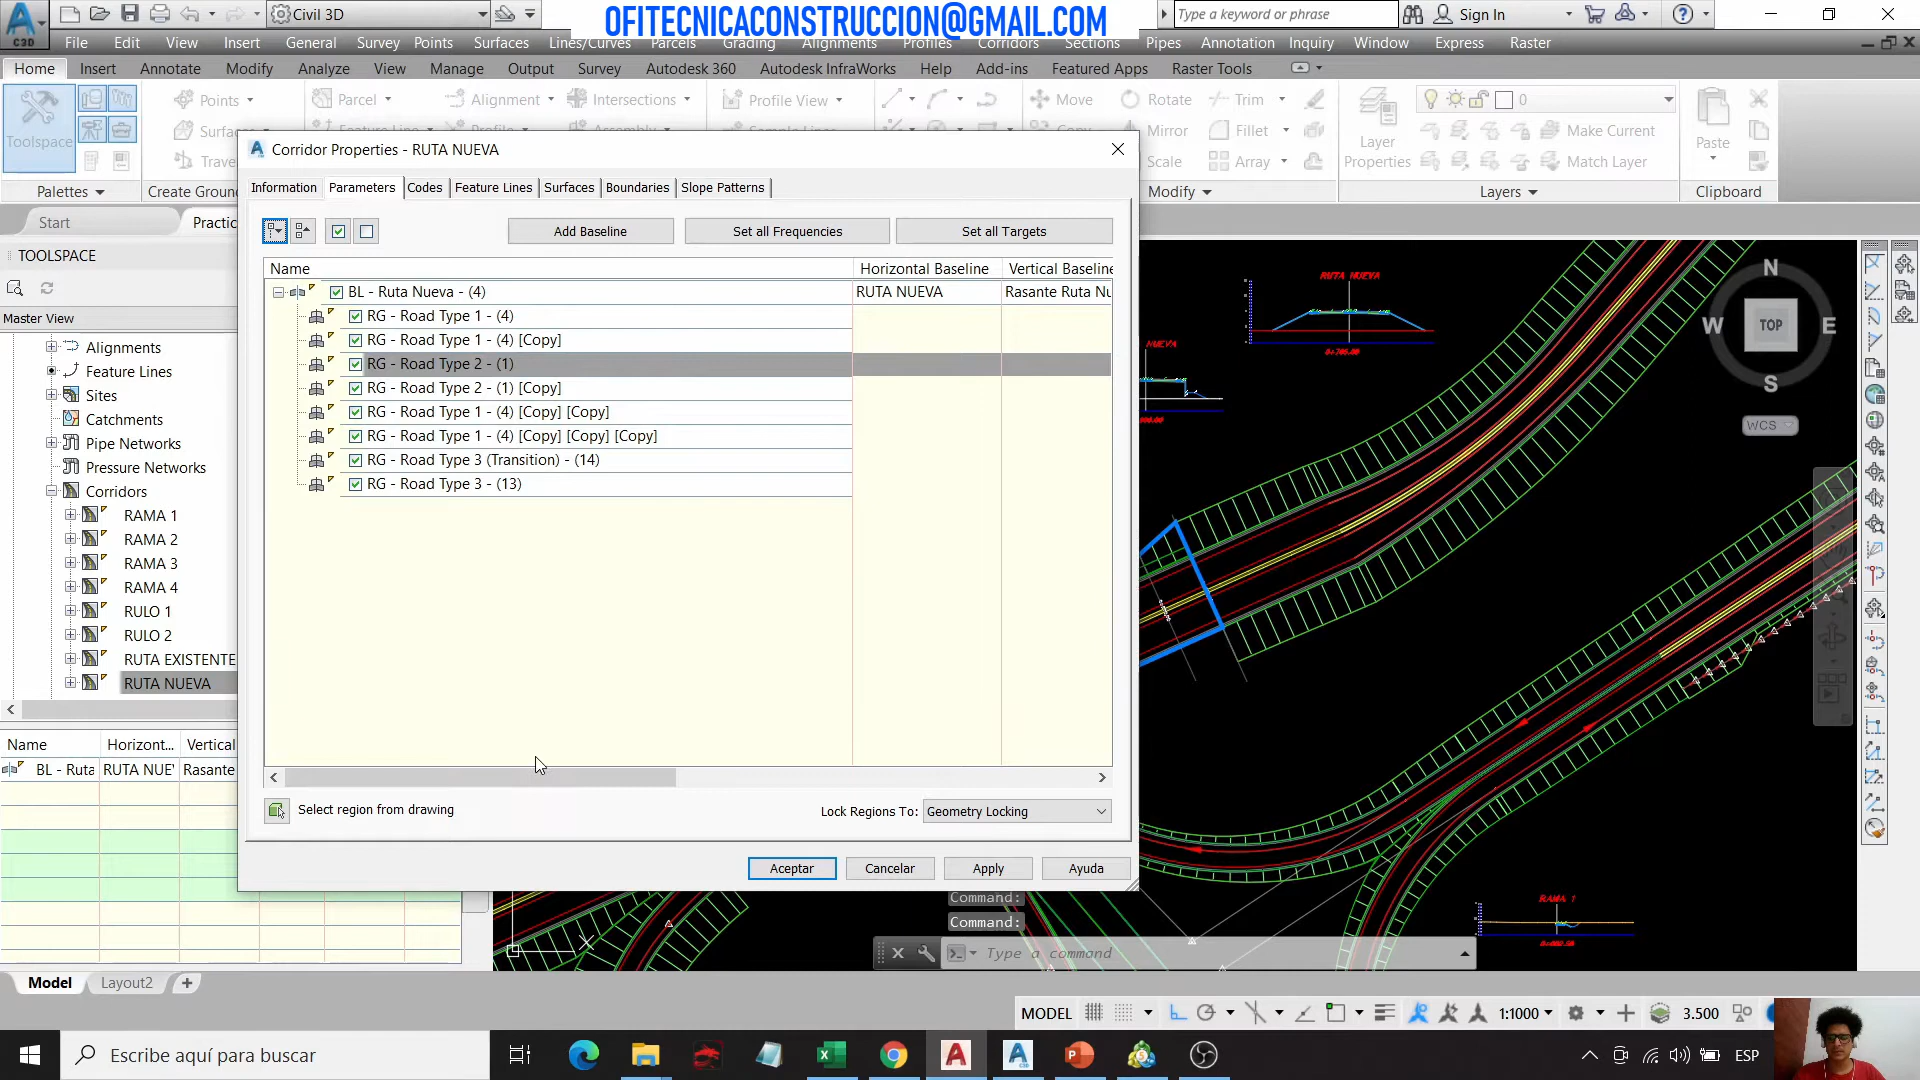 C3D
Civil 3D
OFITECNICACONSTRUCCION@GMAIL.COM
Type a keyword or phrase
Sign In
File Edit View Insert General Survey Points Surfaces Lines/Curves Parcels Grading Alignments Profiles Corridors Sections Pipes Annotation Inquiry Window Express Raster
Home Insert Annotate Modify Analyze View Manage Output Survey Autodesk 360 Autodesk InfraWorks Help Add-ins Featured Apps Raster Tools
Toolspace
Points
Parcel
Alignment
Intersections
Profile View
Move
Rotate
Trim
0
Mirror
Fillet
Make Current
Scale
Array
Match Layer
Layer
Properties
Paste
Palettes
Create Groun
Modify
Layers
Clipboard
Start
Practic
TOOLSPACE
Master View
Alignments
Feature Lines
Sites
Catchments
Pipe Networks
Pressure Networks
Corridors
RAMA 1
RAMA 2
RAMA 3
RAMA 4
RULO 1
RULO 2
RUTA EXISTENTE
RUTA NUEVA
Name Horizont... Vertical
BL - Ruta RUTA NUE' Rasante
Corridor Properties - RUTA NUEVA
Information Parameters Codes Feature Lines Surfaces Boundaries Slope Patterns
Add Baseline Set all Frequencies Set all Targets
Name Horizontal Baseline Vertical Baseline
BL - Ruta Nueva - (4) RUTA NUEVA Rasante Ruta Nu
RG - Road Type 1 - (4)
RG - Road Type 1 - (4) [Copy]
RG - Road Type 2 - (1)
RG - Road Type 2 - (1) [Copy]
RG - Road Type 1 - (4) [Copy] [Copy]
RG - Road Type 1 - (4) [Copy] [Copy] [Copy]
RG - Road Type 3 (Transition) - (14)
RG - Road Type 3 - (13)
Select region from drawing
Lock Regions To: Geometry Locking
Aceptar Cancelar Apply Ayuda
RUTA NUEVA
NUEVA
N
W TOP E
S
WCS
RAMA 1
Command:
Command:
Type a command
Model Layout2 +
MODEL 1:1000 3.500
Escribe aquí para buscar
ESP